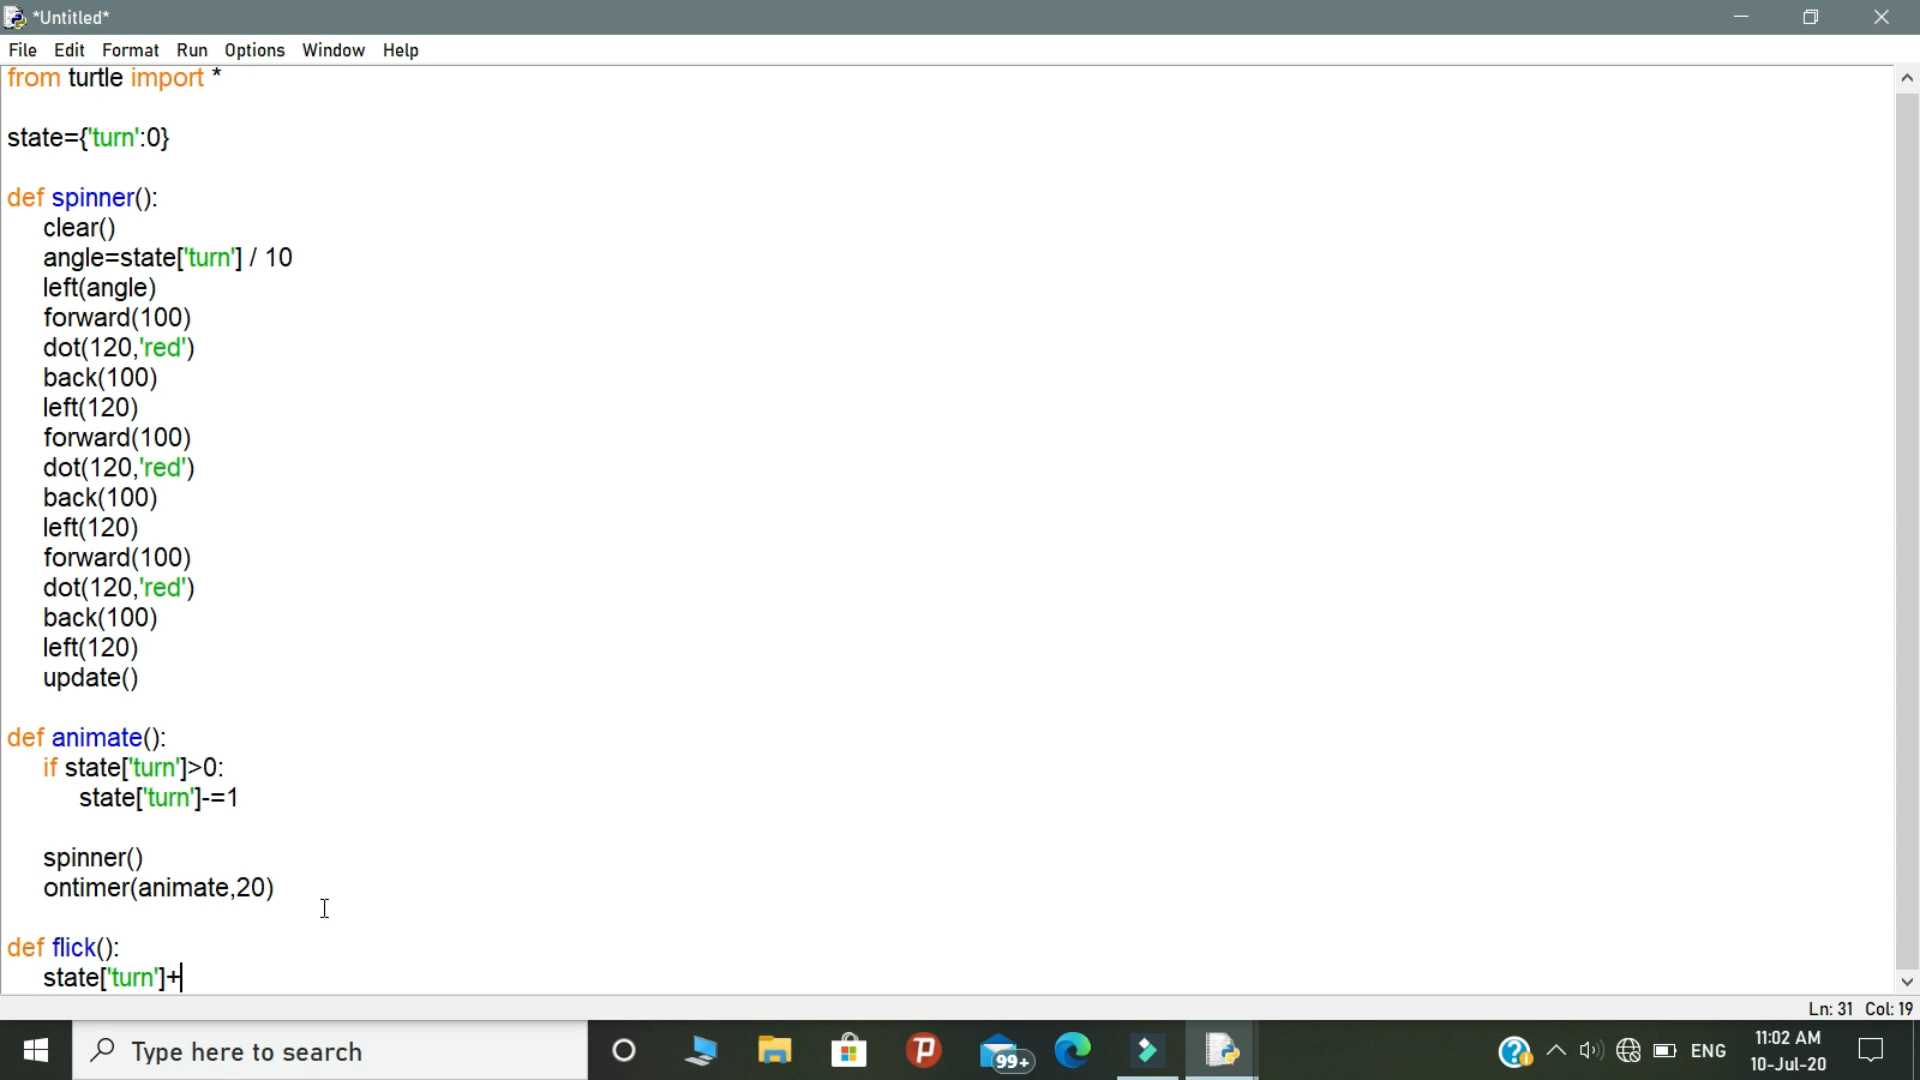 *Untitled*
File Edit Format Run Options Window Help
from turtle import *
state={'turn':0}
def spinner():
clear()
angle=state['turn'] / 10
left(angle)
forward(100)
dot(120,'red')
back(100)
left(120)
forward(100)
dot(120,'red')
back(100)
left(120)
forward(100)
dot(120,'red')
back(100)
left(120)
update()
def animate():
if state['turn']>0:
state['turn']-=1
spinner()
ontimer(animate,20)
def flick():
state['turn']+
Ln: 31 Col: 19
Type here to search
99+
ENG
11:02 AM
10-Jul-20